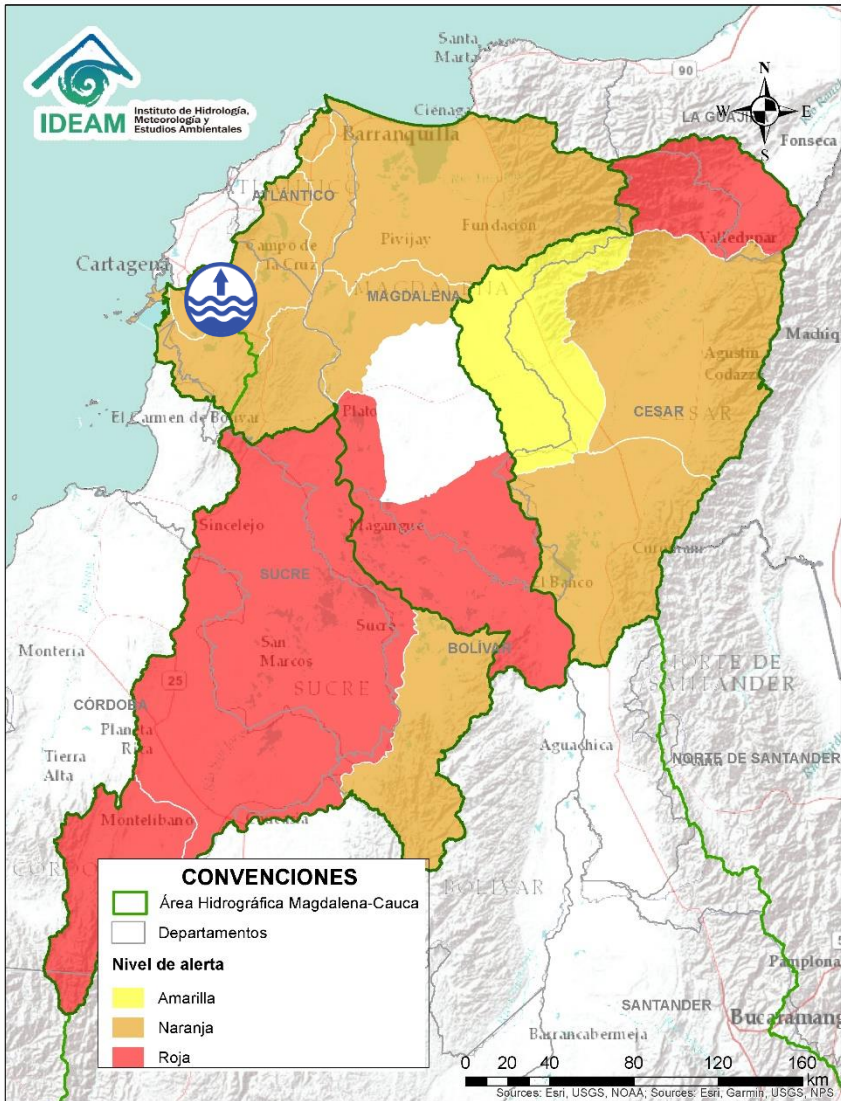 IDEAM
Instituto de Hidrología,
Meteorología y
Estudios Ambientales
Santa
Marta
90
N
W
E
S
LA GUAJI
Ciénaga
Barranquilla
Fonseca
ATLÁNTICO
Valledupar
Fundación
Pivijay
Campo de
la Cruz
Cartagena
MAGDALENA
Machiq
Agustín
Codazzi
Plato
CESAR
El Carmen de Bolívar
Sincelejo
Magangué
SUCRE
El Banco
Sucre
BOLÍVAR
Montería
San
Marcos
SUCRE
25
NORTE DE
SANTANDER
CÓRDOBA
Planeta
Rica
Aguachica
NORTE DE SANTANDER
Tierra
Alta
Montelíbano
BOLÍVAR
CONVENCIONES
Área Hidrográfica Magdalena-Cauca
Departamentos
Nivel de alerta
Amarilla
Naranja
Roja
Pamplona
SANTANDER
Bucaramang
Barrancabermeja
0 20 40 80 120 160
km
Sources: Esri, USGS, NOAA; Sources: Esri, Garmin, USGS, NPS